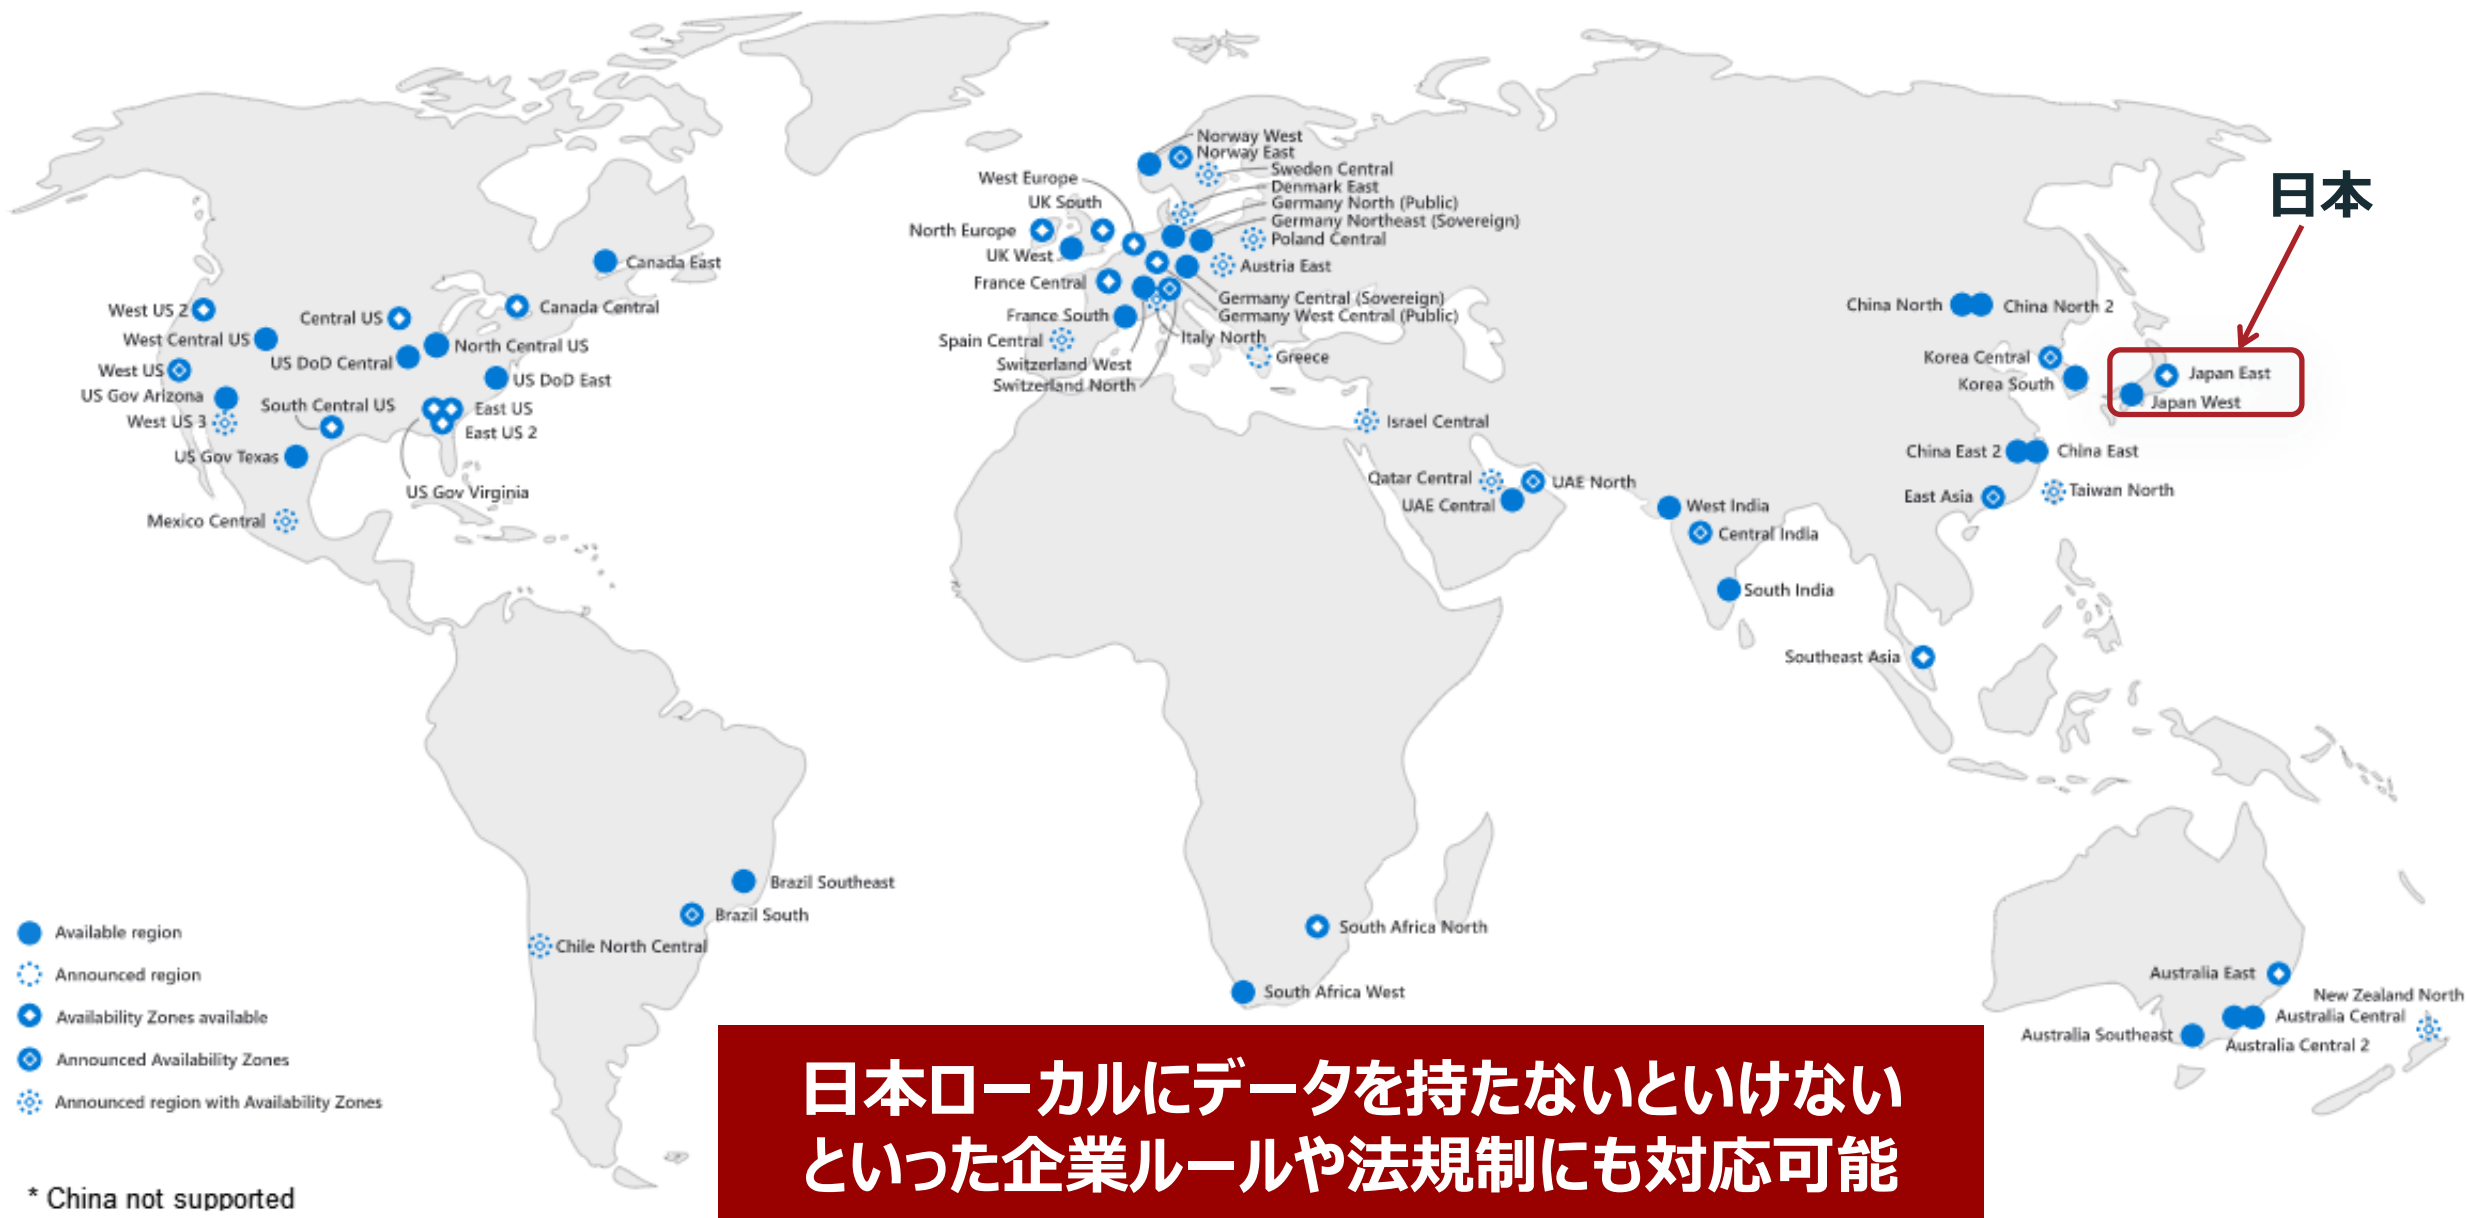 Norway West
Norway East
Sweden Central
West Europe
Denmark East
UK South
Germany North (Public)
Germany Northeast (Sovereign)
North Europe
Poland Central
UK West
Austria East
France Central
Germany Central (Sovereign)
Germany West Central (Public)
France South
Italy North
Spain Central
Greece
Switzerland West
Switzerland North
日本
Canada East
West US 2
Central US
Canada Central
West Central US
North Central US
US DoD Central
West US
US DoD East
US Gov Arizona
South Central US
East US
West US 3
East US 2
US Gov Texas
US Gov Virginia
Mexico Central
China North
China North 2
Korea Central
Korea South
Japan East
Japan West
Israel Central
China East 2
China East
Qatar Central
UAE North
UAE Central
West India
East Asia
Taiwan North
Central India
South India
Southeast Asia
Brazil Southeast
Brazil South
Chile North Central
South Africa North
South Africa West
Australia East
New Zealand North
Australia Central
Australia Southeast
Australia Central 2
Available region
Announced region
Availability Zones available
Announced Availability Zones
Announced region with Availability Zones
* China not supported
日本ローカルにデータを持たないといけない
といった企業ルールや法規制にも対応可能